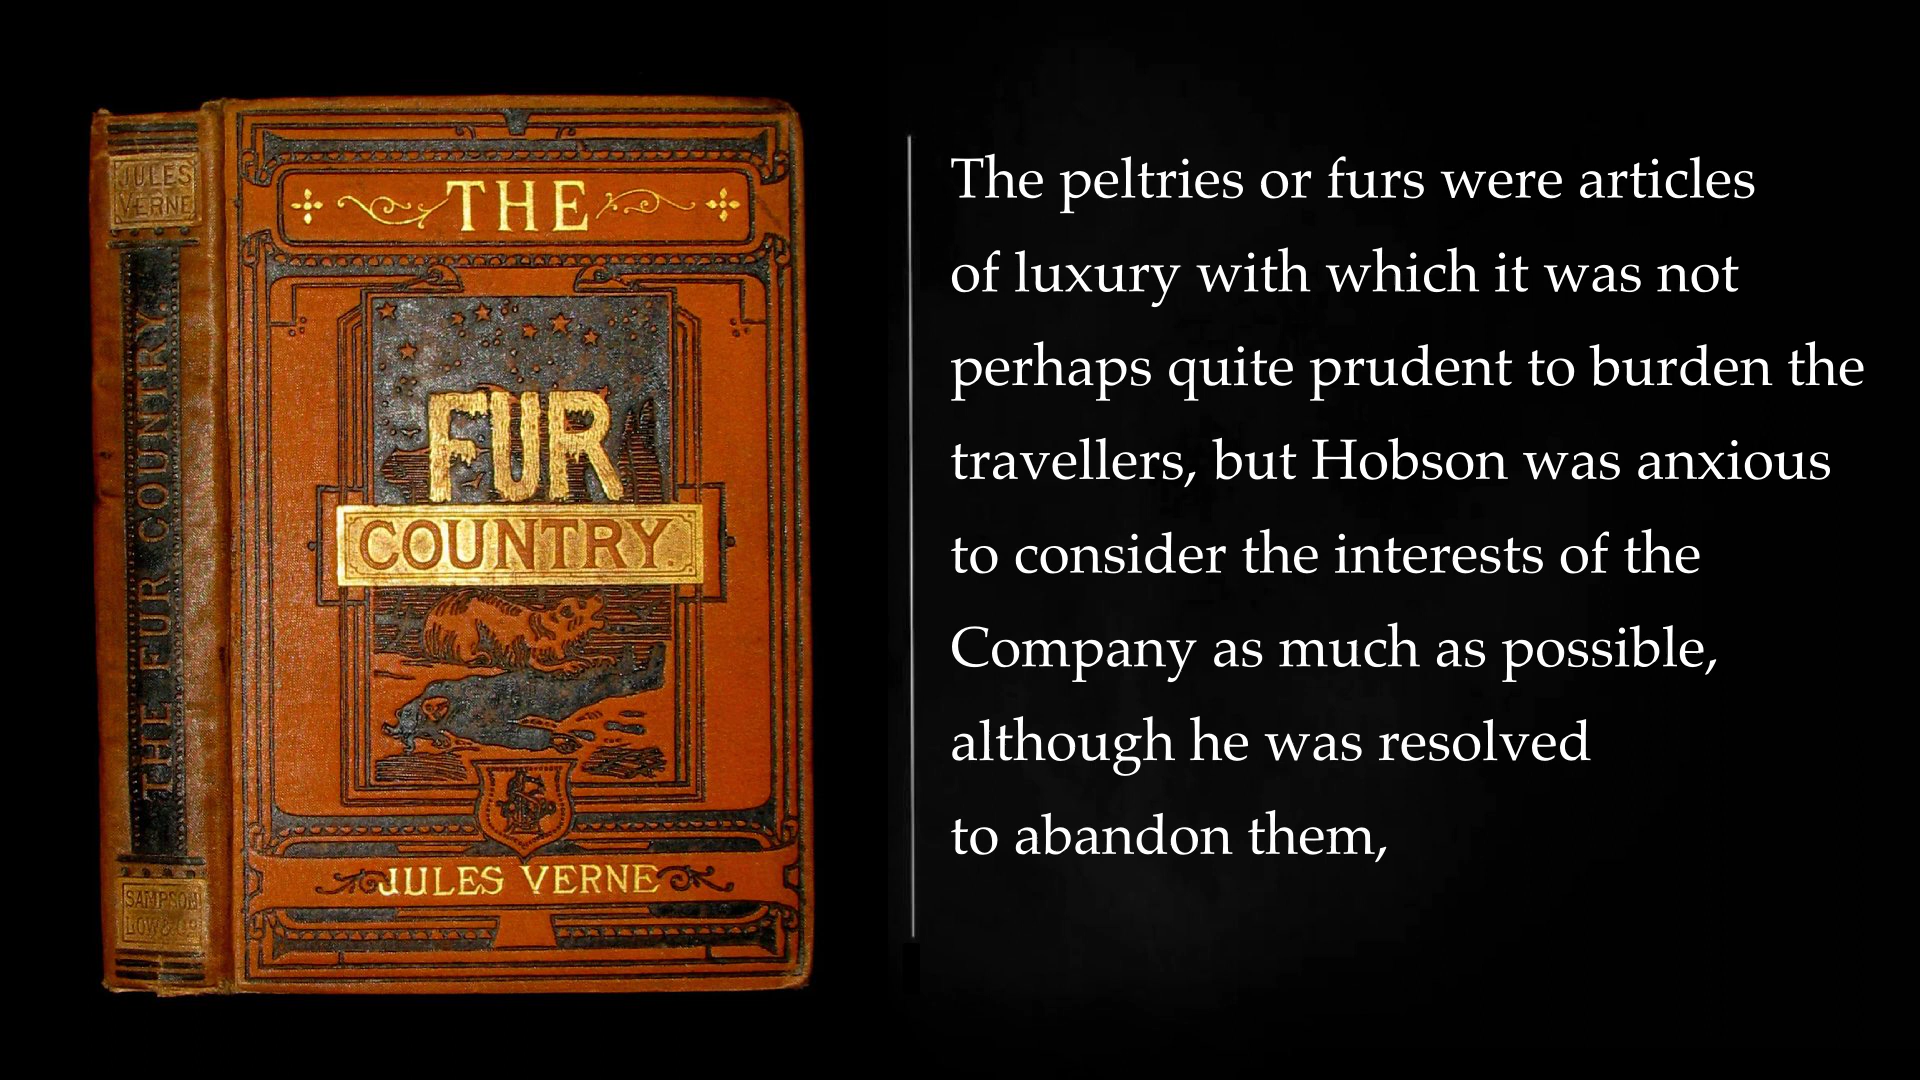 JULES
VERNE
THE FUR COUNTRY.
SAMPSON
LOW & Co
THE
FUR
COUNTRY.
JULES VERNE
The peltries or furs were articles
of luxury with which it was not
perhaps quite prudent to burden the
travellers, but Hobson was anxious
to consider the interests of the
Company as much as possible,
although he was resolved
to abandon them,